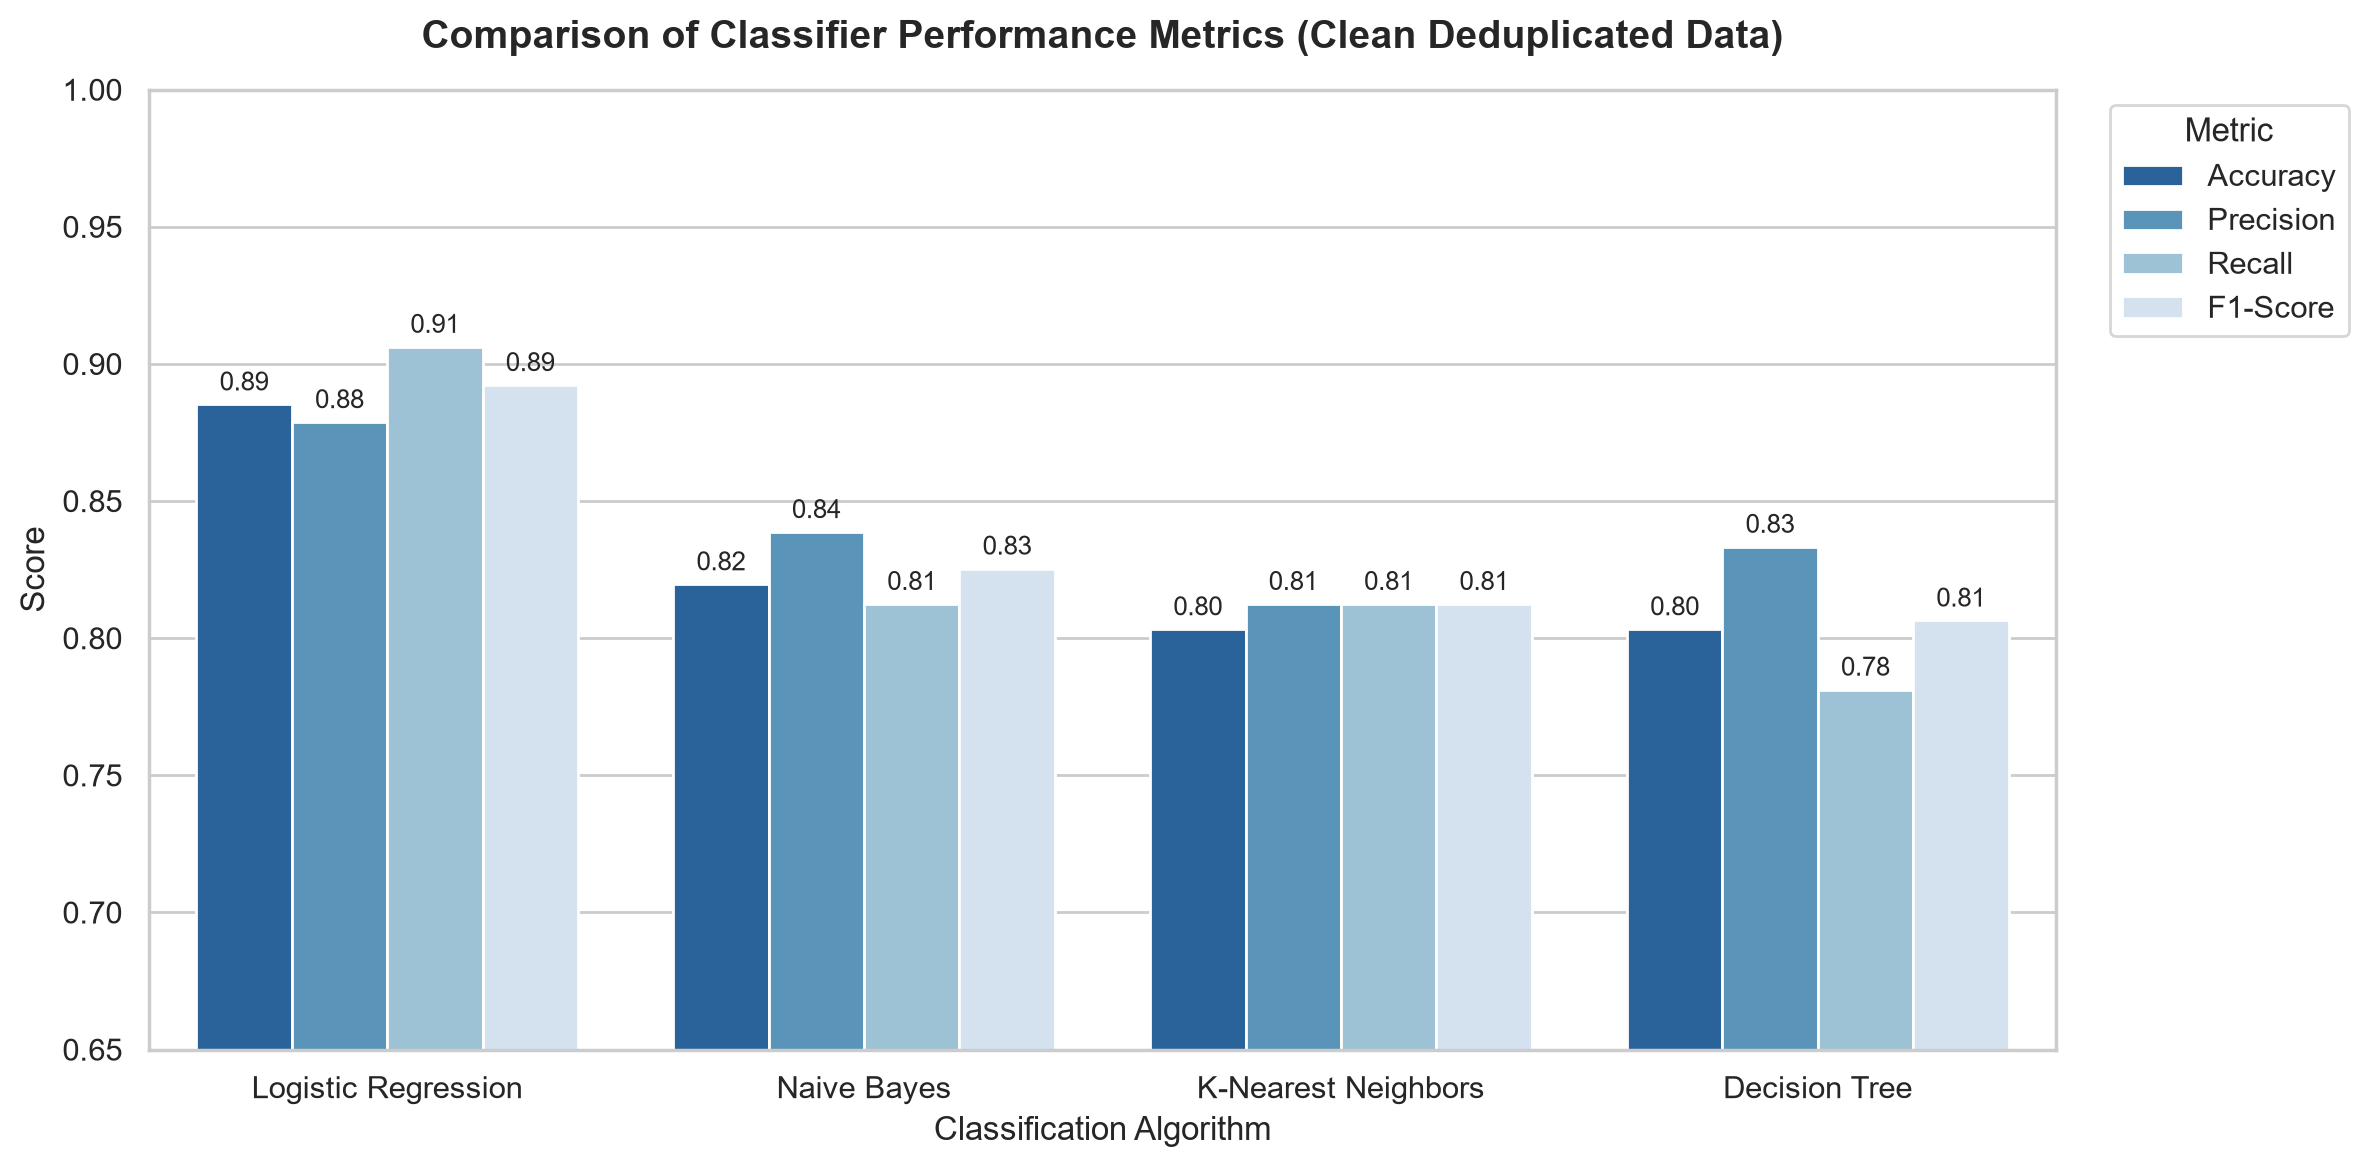 Comparison of Classifier Performance Metrics (Clean Deduplicated Data)
1.00
0.95
0.90
0.85
0.80
0.75
0.70
0.65
Score
0.89
0.88
0.91
0.89
0.82
0.84
0.81
0.83
0.80
0.81
0.81
0.81
0.80
0.83
0.78
0.81
Logistic Regression
Naive Bayes
K-Nearest Neighbors
Decision Tree
Classification Algorithm
Metric
Accuracy
Precision
Recall
F1-Score